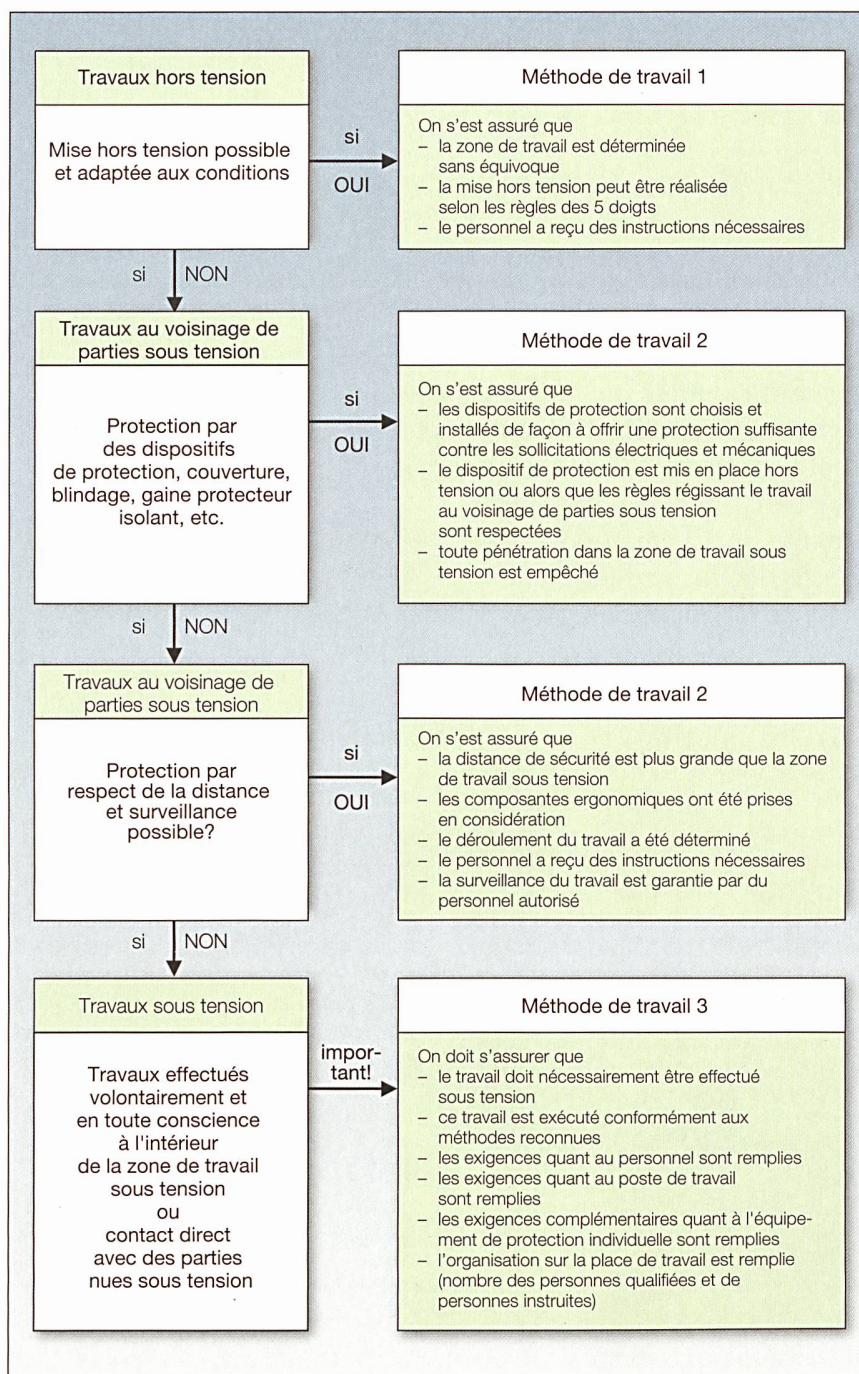 Travaux hors tension
Mise hors tension possible
et adaptée aux conditions
si
OUI
Méthode de travail 1
On s'est assuré que
– la zone de travail est déterminée
sans équivoque
– la mise hors tension peut être réalisée
selon les règles des 5 doigts
– le personnel a reçu des instructions nécessaires
si NON
Travaux au voisinage de
parties sous tension
Protection par
des dispositifs
de protection, couverture,
blindage, gaine protecteur
isolant, etc.
si
OUI
Méthode de travail 2
On s'est assuré que
– les dispositifs de protection sont choisis et
installés de façon à offrir une protection suffisante
contre les sollicitations électriques et mécaniques
– le dispositif de protection est mis en place hors
tension ou alors que les règles régissant le travail
au voisinage de parties sous tension
sont respectées
– toute pénétration dans la zone de travail sous
tension est empêché
si NON
Travaux au voisinage de
parties sous tension
Protection par
respect de la distance
et surveillance
possible?
si
OUI
Méthode de travail 2
On s'est assuré que
– la distance de sécurité est plus grande que la zone
de travail sous tension
– les composantes ergonomiques ont été prises
en considération
– le déroulement du travail a été déterminé
– le personnel a reçu des instructions nécessaires
– la surveillance du travail est garantie par du
personnel autorisé
si NON
Travaux sous tension
Travaux effectués
volontairement et
en toute conscience
à l'intérieur
de la zone de travail
sous tension
ou
contact direct
avec des parties
nues sous tension
impor-
tant!
Méthode de travail 3
On doit s'assurer que
– le travail doit nécessairement être effectué
sous tension
– ce travail est exécuté conformément aux
méthodes reconnues
– les exigences quant au personnel sont remplies
– les exigences quant au poste de travail
sont remplies
– les exigences complémentaires quant à l'équipe-
ment de protection individuelle sont remplies
– l'organisation sur la place de travail est remplie
(nombre des personnes qualifiées et de
personnes instruites)